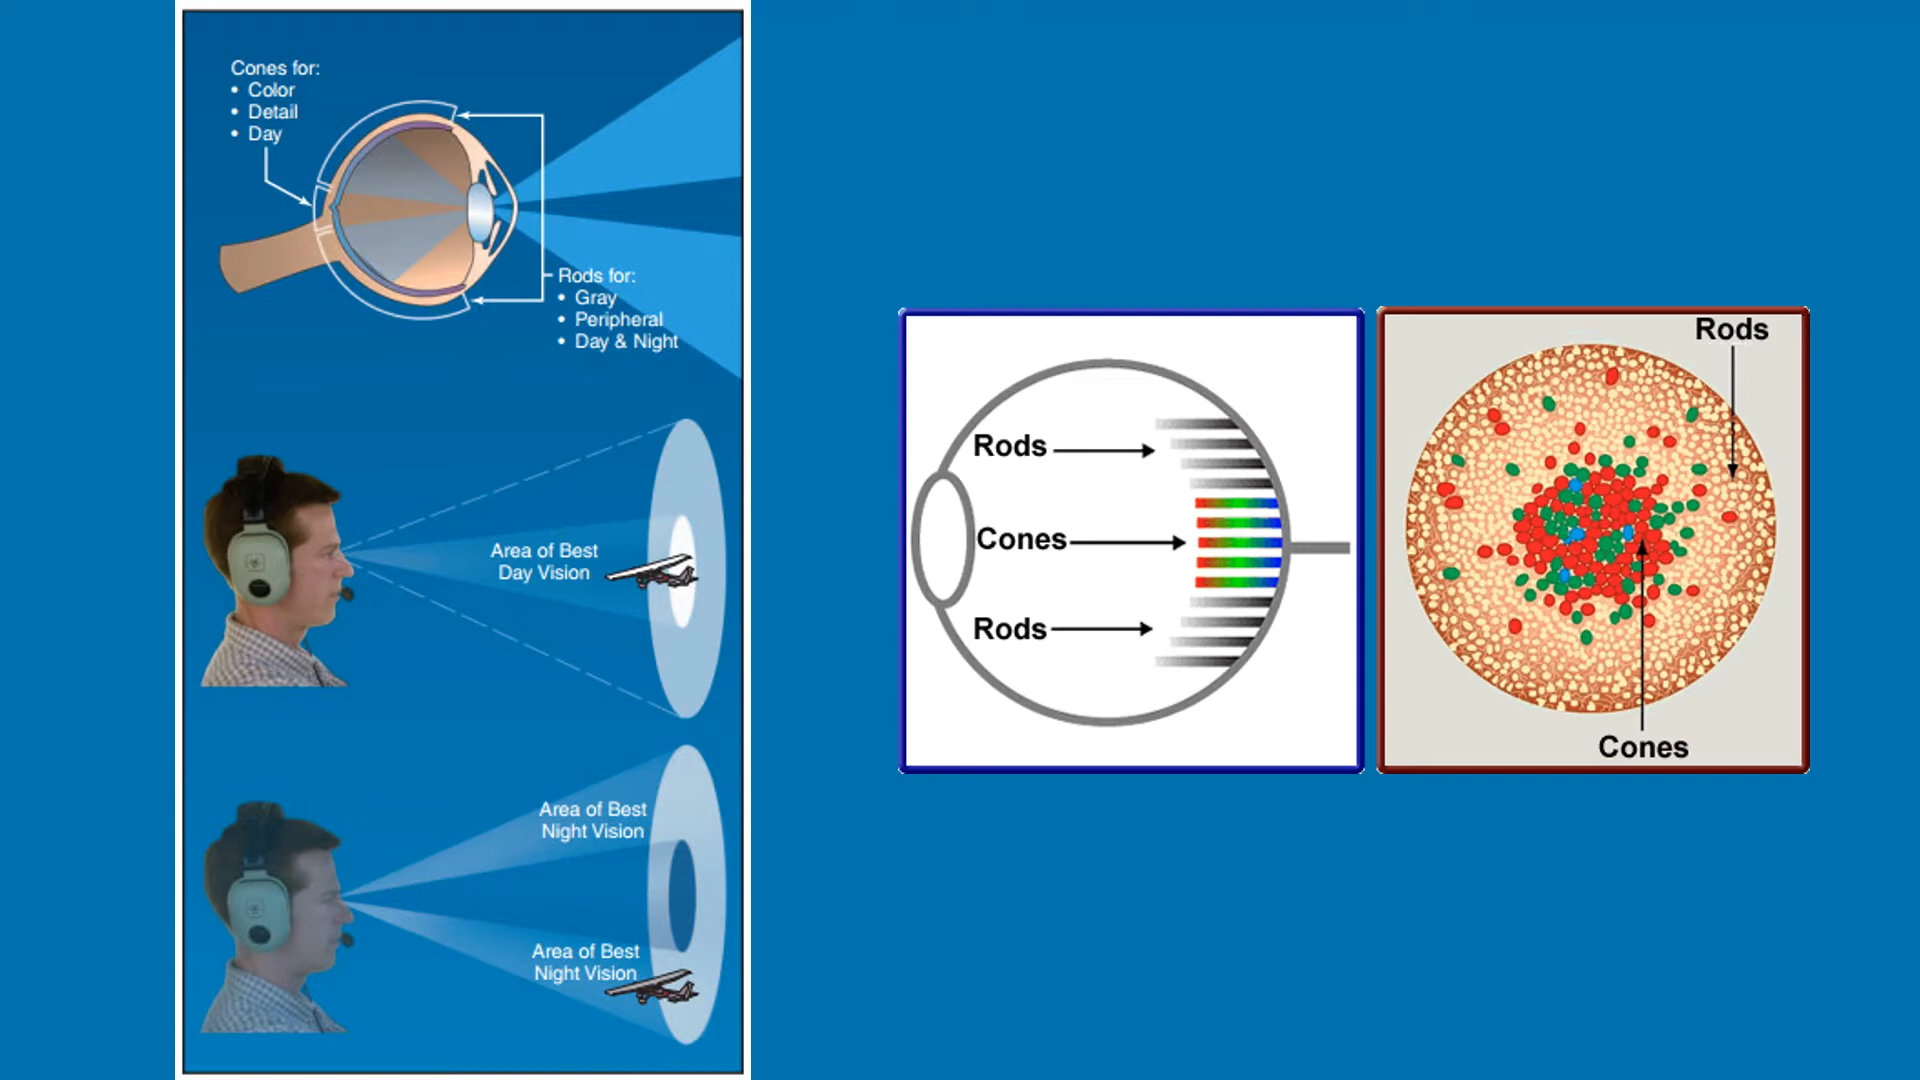 Cones for:
• Color
• Detail
• Day
Rods for:
• Gray
• Peripheral
• Day & Night
Area of Best
Day Vision
Area of Best
Night Vision
Area of Best
Night Vision
Rods
Cones
Rods
Rods
Cones